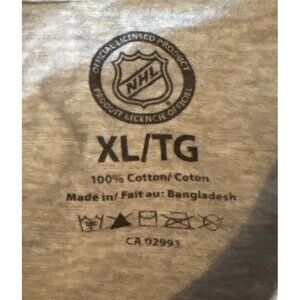 OFFICIAL LICENSED PRODUCT
NHL
PRODUIT LICENCIÉ OFFICIEL
XL/TG
100% Cotton/ Coton
Made in/ Fait au: Bangladesh
CA 02993